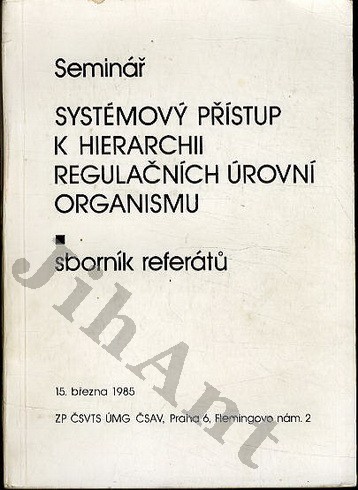 Seminář
SYSTÉMOVÝ PŘÍSTUP
K HIERARCHII
REGULAČNÍCH ÚROVNÍ
ORGANISMU
sborník referátů
15. března 1985
ZP ČSVTS ÚMG ČSAV, Praha 6, Flemingovo nám. 2
JihAnt